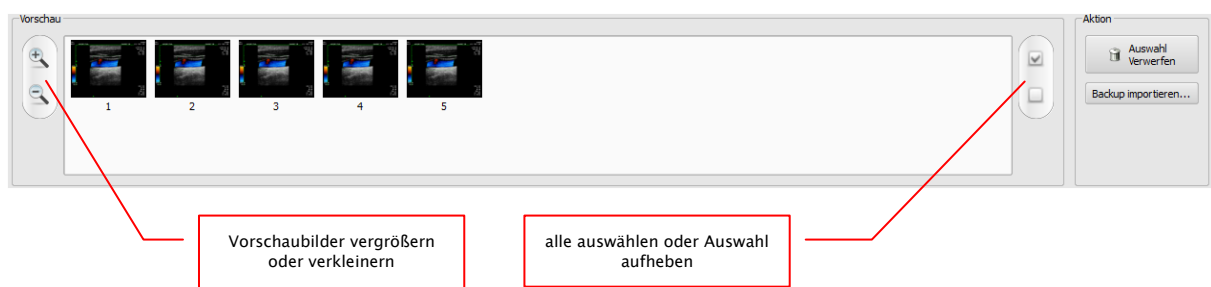 Vorschau
Aktion
Auswahl
Verwerfen
Backup importieren...
1
2
3
4
5
Vorschaubilder vergrößern
oder verkleinern
alle auswählen oder Auswahl
aufheben